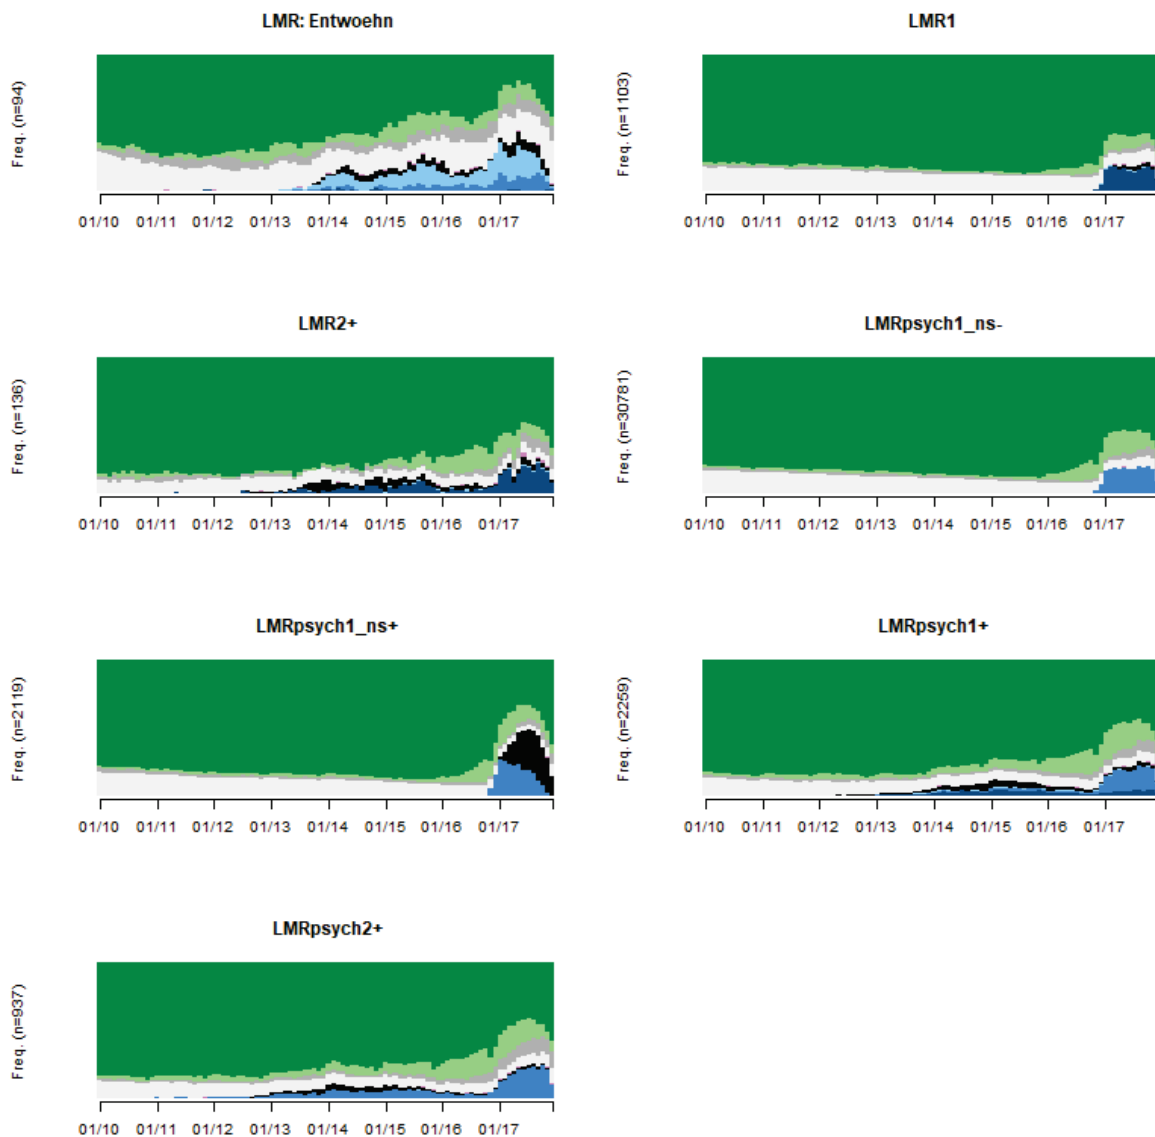 LMR: Entwoehn
Freq. (n=94)
01/10 01/11 01/12 01/13 01/14 01/15 01/16 01/17
LMR1
Freq. (n=1103)
01/10 01/11 01/12 01/13 01/14 01/15 01/16 01/17
LMR2+
Freq. (n=136)
01/10 01/11 01/12 01/13 01/14 01/15 01/16 01/17
LMRpsych1_ns-
Freq. (n=30781)
01/10 01/11 01/12 01/13 01/14 01/15 01/16 01/17
LMRpsych1_ns+
Freq. (n=2119)
01/10 01/11 01/12 01/13 01/14 01/15 01/16 01/17
LMRpsych1+
Freq. (n=2259)
01/10 01/11 01/12 01/13 01/14 01/15 01/16 01/17
LMRpsych2+
Freq. (n=937)
01/10 01/11 01/12 01/13 01/14 01/15 01/16 01/17